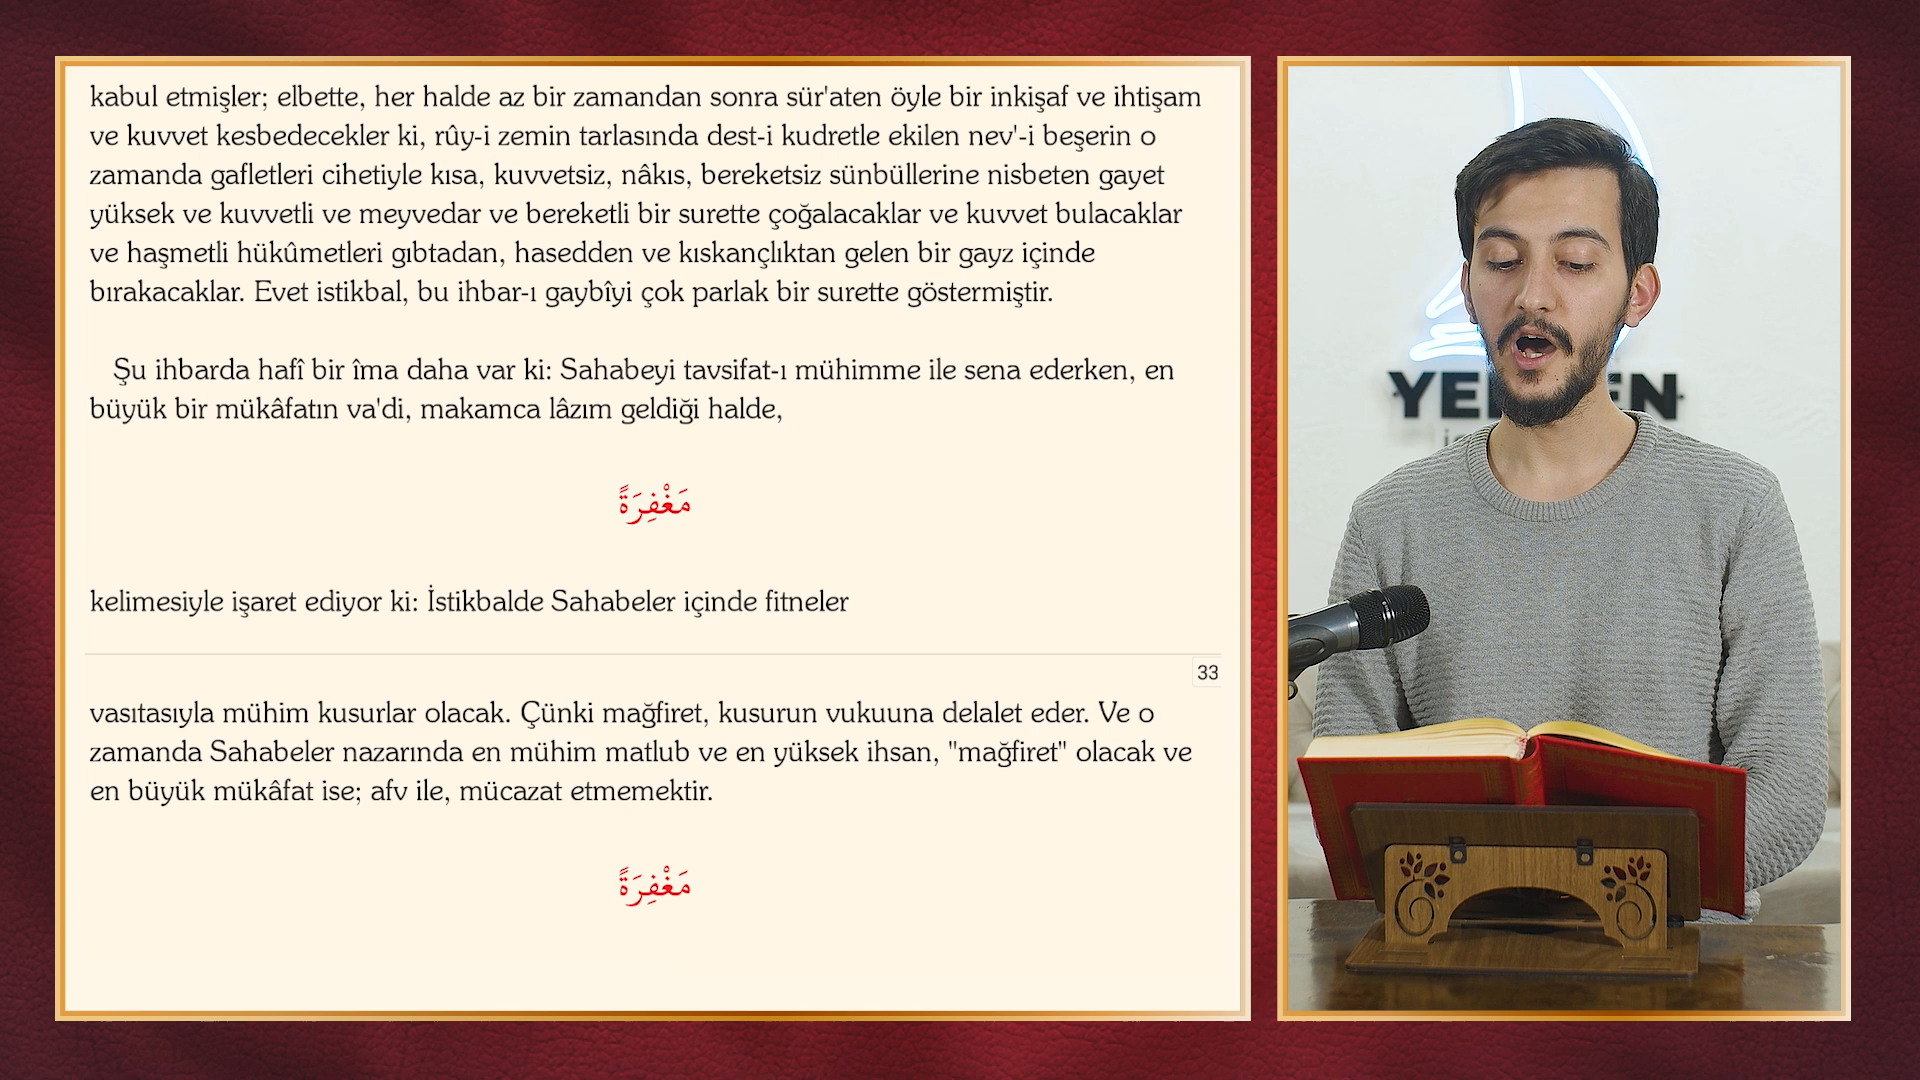 kabul etmişler; elbette, her halde az bir zamandan sonra sür'aten öyle bir inkişaf ve ihtişam
ve kuvvet kesbedecekler ki, rûy-i zemin tarlasında dest-i kudretle ekilen nev'-i beşerin o
zamanda gafletleri cihetiyle kısa, kuvvetsiz, nâkıs, bereketsiz sünbüllerine nisbeten gayet
yüksek ve kuvvetli ve meyvedar ve bereketli bir surette çoğalacaklar ve kuvvet bulacaklar
ve haşmetli hükûmetleri gıbtadan, hasedden ve kıskançlıktan gelen bir gayz içinde
bırakacaklar. Evet istikbal, bu ihbar-ı gaybîyi çok parlak bir surette göstermiştir.
Şu ihbarda hafî bir îma daha var ki: Sahabeyi tavsifat-ı mühimme ile sena ederken, en
büyük bir mükâfatın va'di, makamca lâzım geldiği halde,
مَغْفِرَةً
kelimesiyle işaret ediyor ki: İstikbalde Sahabeler içinde fitneler
33
vasıtasıyla mühim kusurlar olacak. Çünki mağfiret, kusurun vukuuna delalet eder. Ve o
zamanda Sahabeler nazarında en mühim matlub ve en yüksek ihsan, "mağfiret" olacak ve
en büyük mükâfat ise; afv ile, mücazat etmemektir.
مَغْفِرَةً